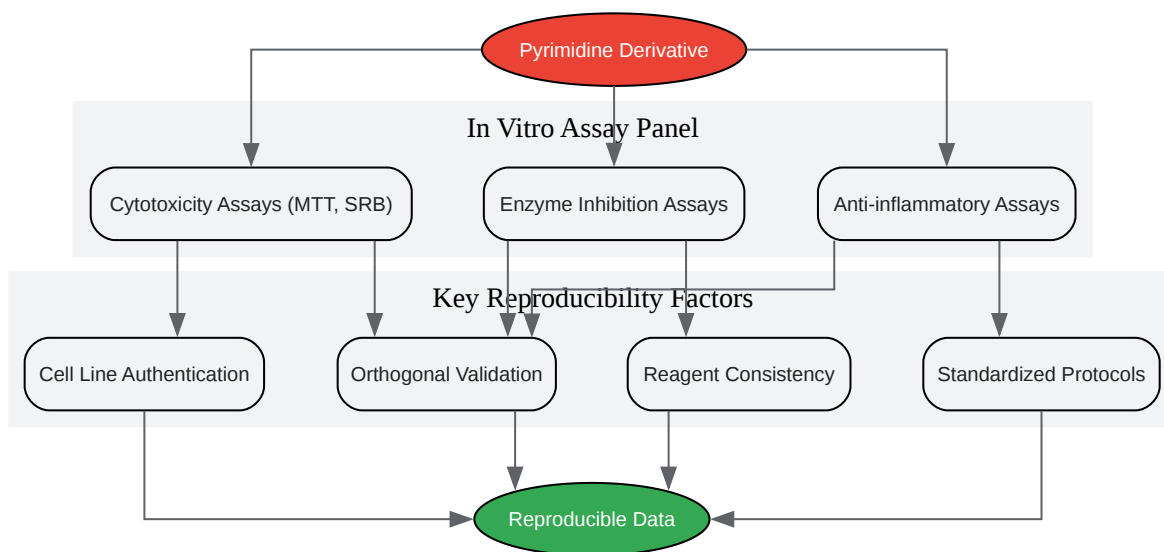 Pyrimidine Derivative
In Vitro Assay Panel
Cytotoxicity Assays (MTT, SRB)
Enzyme Inhibition Assays
Anti-inflammatory Assays
Key Reproducibility Factors
Cell Line Authentication
Orthogonal Validation
Reagent Consistency
Standardized Protocols
Reproducible Data